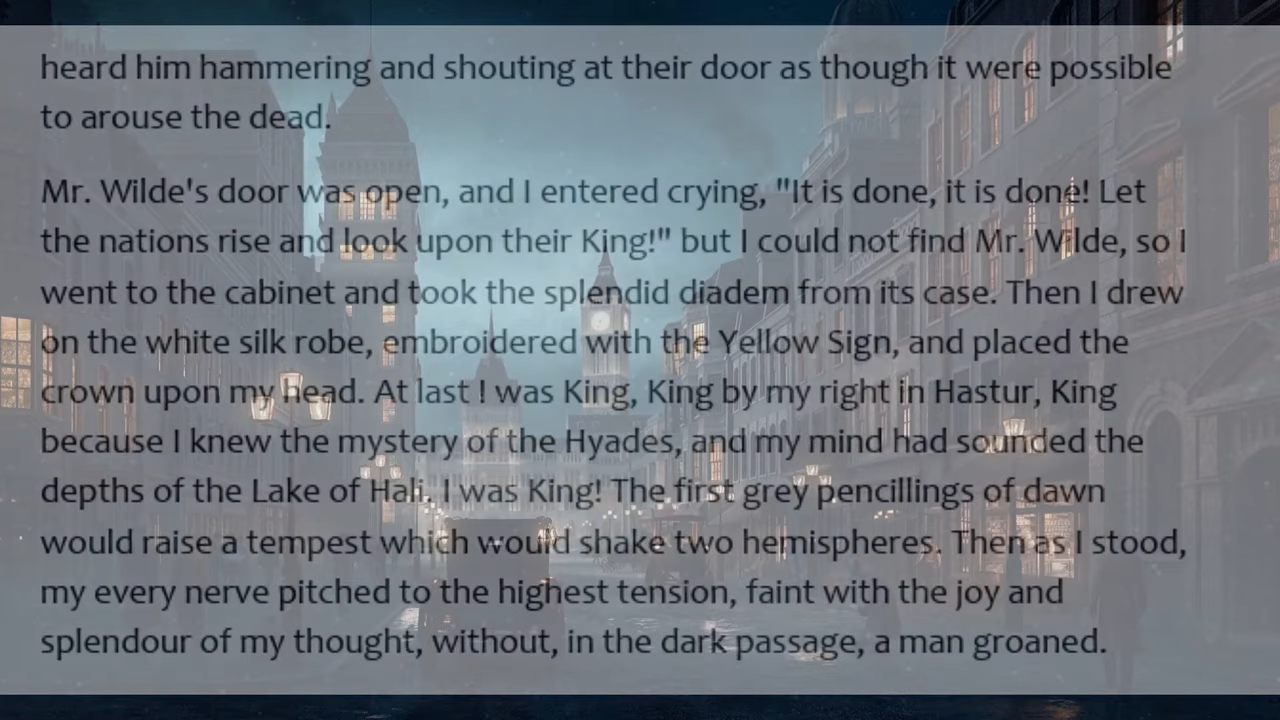 heard him hammering and shouting at their door as though it were possible
to arouse the dead.
Mr. Wilde's door was open, and I entered crying, "It is done, it is done! Let
the nations rise and look upon their King!" but I could not find Mr. Wilde, so I
went to the cabinet and took the splendid diadem from its case. Then I drew
on the white silk robe, embroidered with the Yellow Sign, and placed the
crown upon my head. At last I was King, King by my right in Hastur, King
because I knew the mystery of the Hyades, and my mind had sounded the
depths of the Lake of Hali. I was King! The first grey pencillings of dawn
would raise a tempest which would shake two hemispheres. Then as I stood,
my every nerve pitched to the highest tension, faint with the joy and
splendour of my thought, without, in the dark passage, a man groaned.